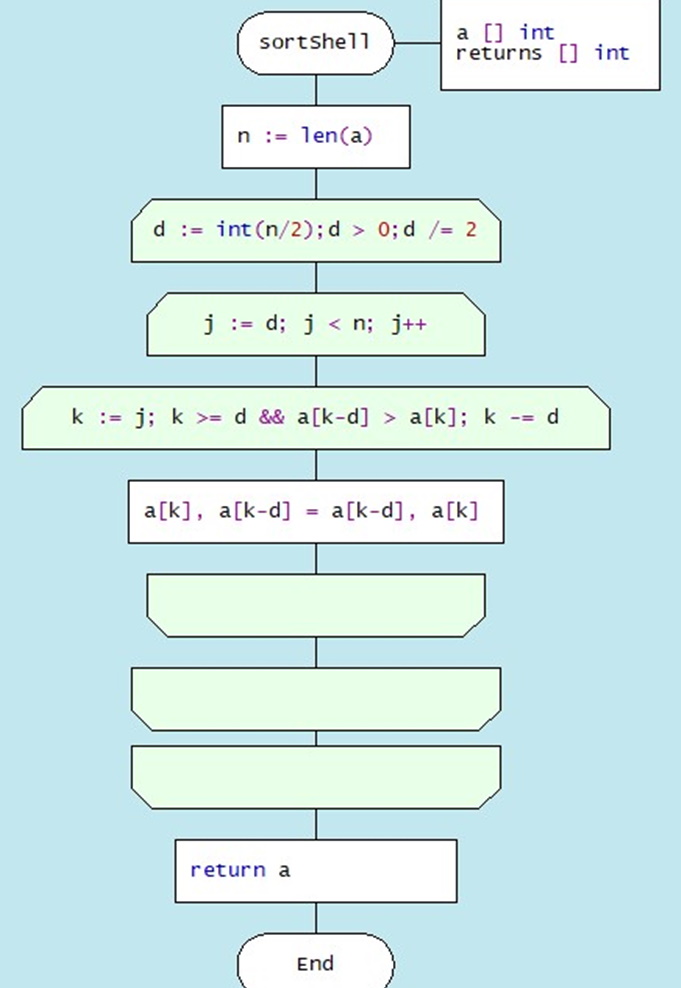 sortShell
a [] int
returns [] int
n := len(a)
d := int(n/2);d > 0;d /= 2
j := d; j < n; j++
k := j; k >= d && a[k-d] > a[k]; k -= d
a[k], a[k-d] = a[k-d], a[k]
return a
End